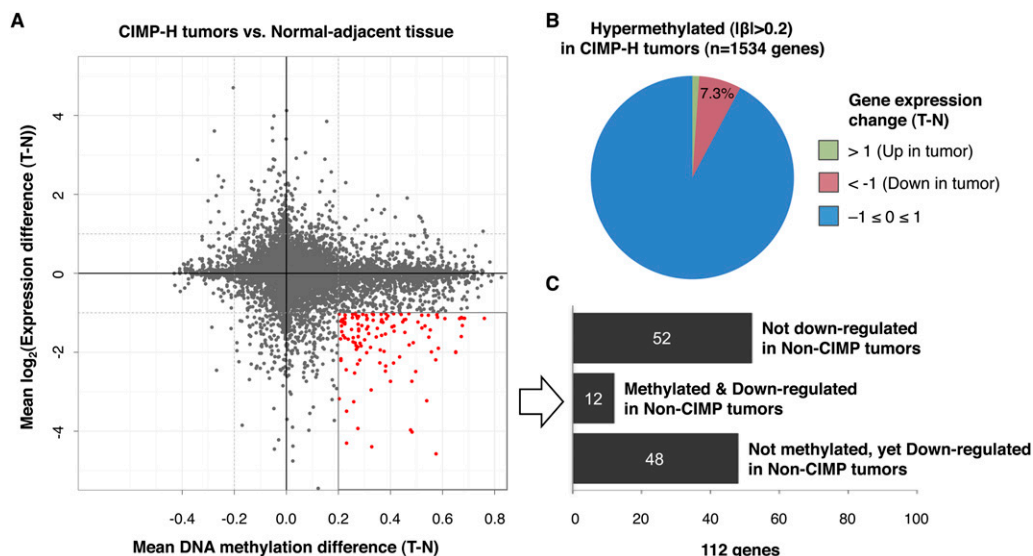 A
CIMP-H tumors vs. Normal-adjacent tissue
Mean log2(Expression difference (T-N))
4
2
0
-2
-4
-0.4
-0.2
0.0
0.2
0.4
0.6
0.8
Mean DNA methylation difference (T-N)
B
Hypermethylated (|β|>0.2)
in CIMP-H tumors (n=1534 genes)
7.3%
Gene expression
change (T-N)
> 1 (Up in tumor)
< -1 (Down in tumor)
−1 ≤ 0 ≤ 1
C
52
Not down-regulated
in Non-CIMP tumors
12
Methylated & Down-regulated
in Non-CIMP tumors
48
Not methylated, yet Down-regulated
in Non-CIMP tumors
0
20
40
60
80
100
112 genes